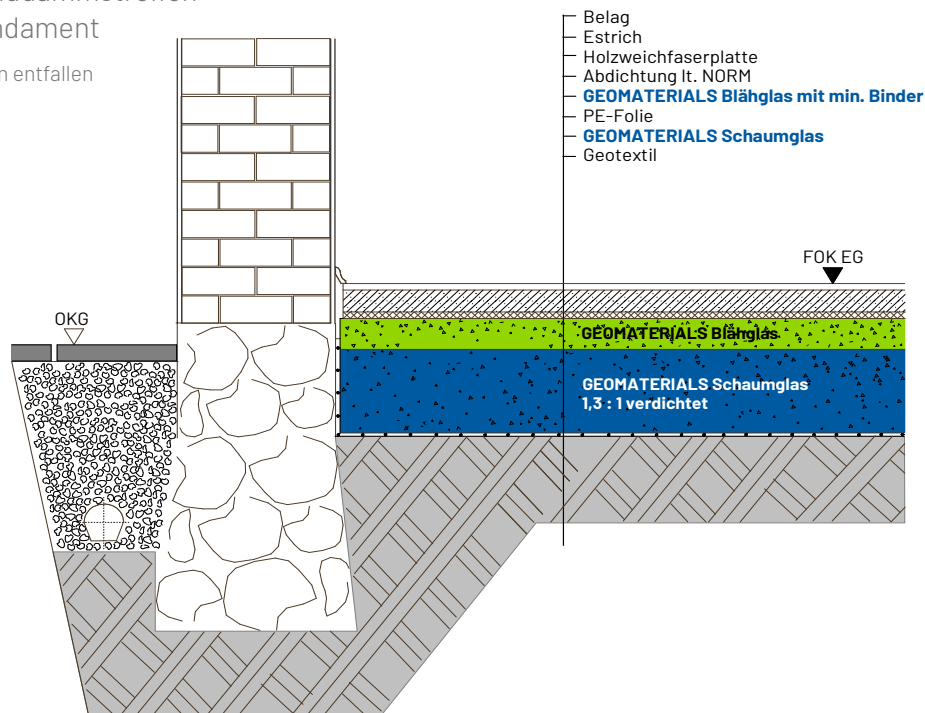 ndament
n entfallen
Belag
Estrich
Holzweichfaserplatte
Abdichtung lt. NORM
GEOMATERIALS Blähglas mit min. Binder
PE-Folie
GEOMATERIALS Schaumglas
Geotextil
FOK EG
OKG
GEOMATERIALS Blähglas
GEOMATERIALS Schaumglas
1,3 : 1 verdichtet